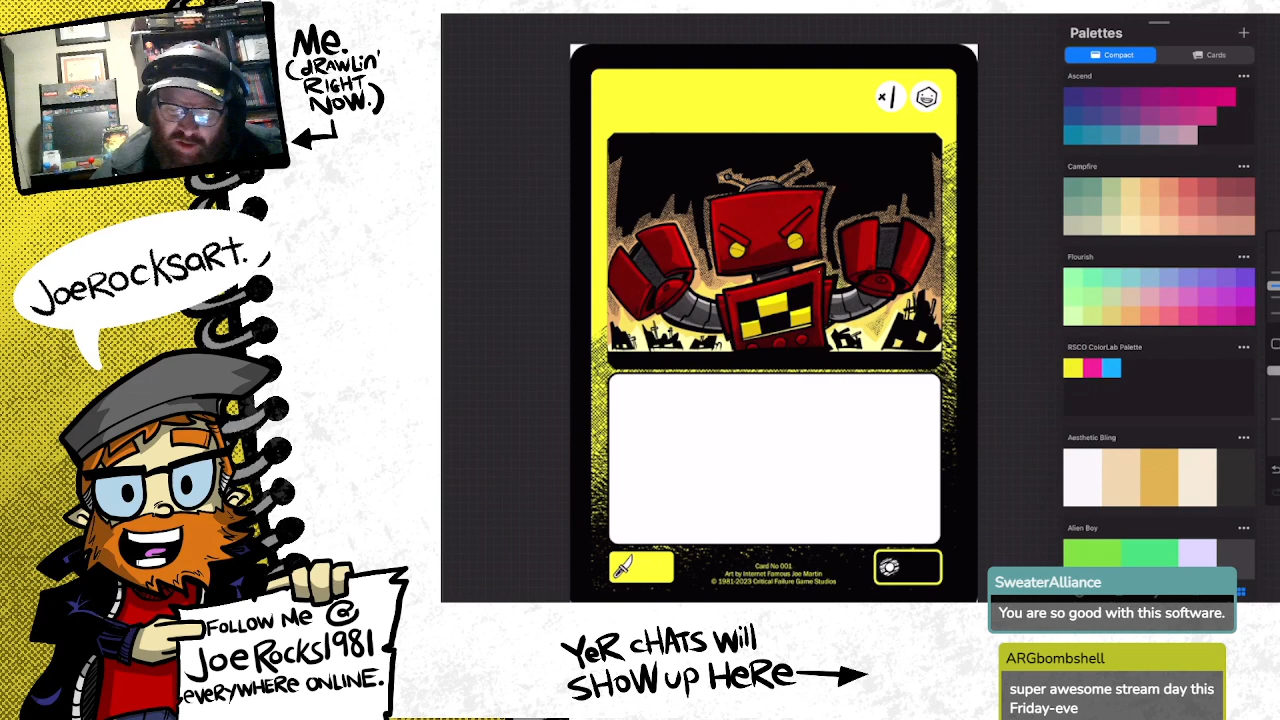 Me.
(drawlin'
right
now.)
JoeRocksart.
Follow me @
JoeRocks1981
everywhere online.
x1
Card No 001
Art by Internet Famous Joe Martin
© 1981-2023 Critical Failure Game Studios
Yer chats will
show up here
Palettes
+
Compact
Cards
Ascend
Campfire
Flourish
RSCO ColorLab Palette
Aesthetic Bling
Alien Boy
SweaterAlliance
You are so good with this software.
ARGbombshell
super awesome stream day this
Friday-eve